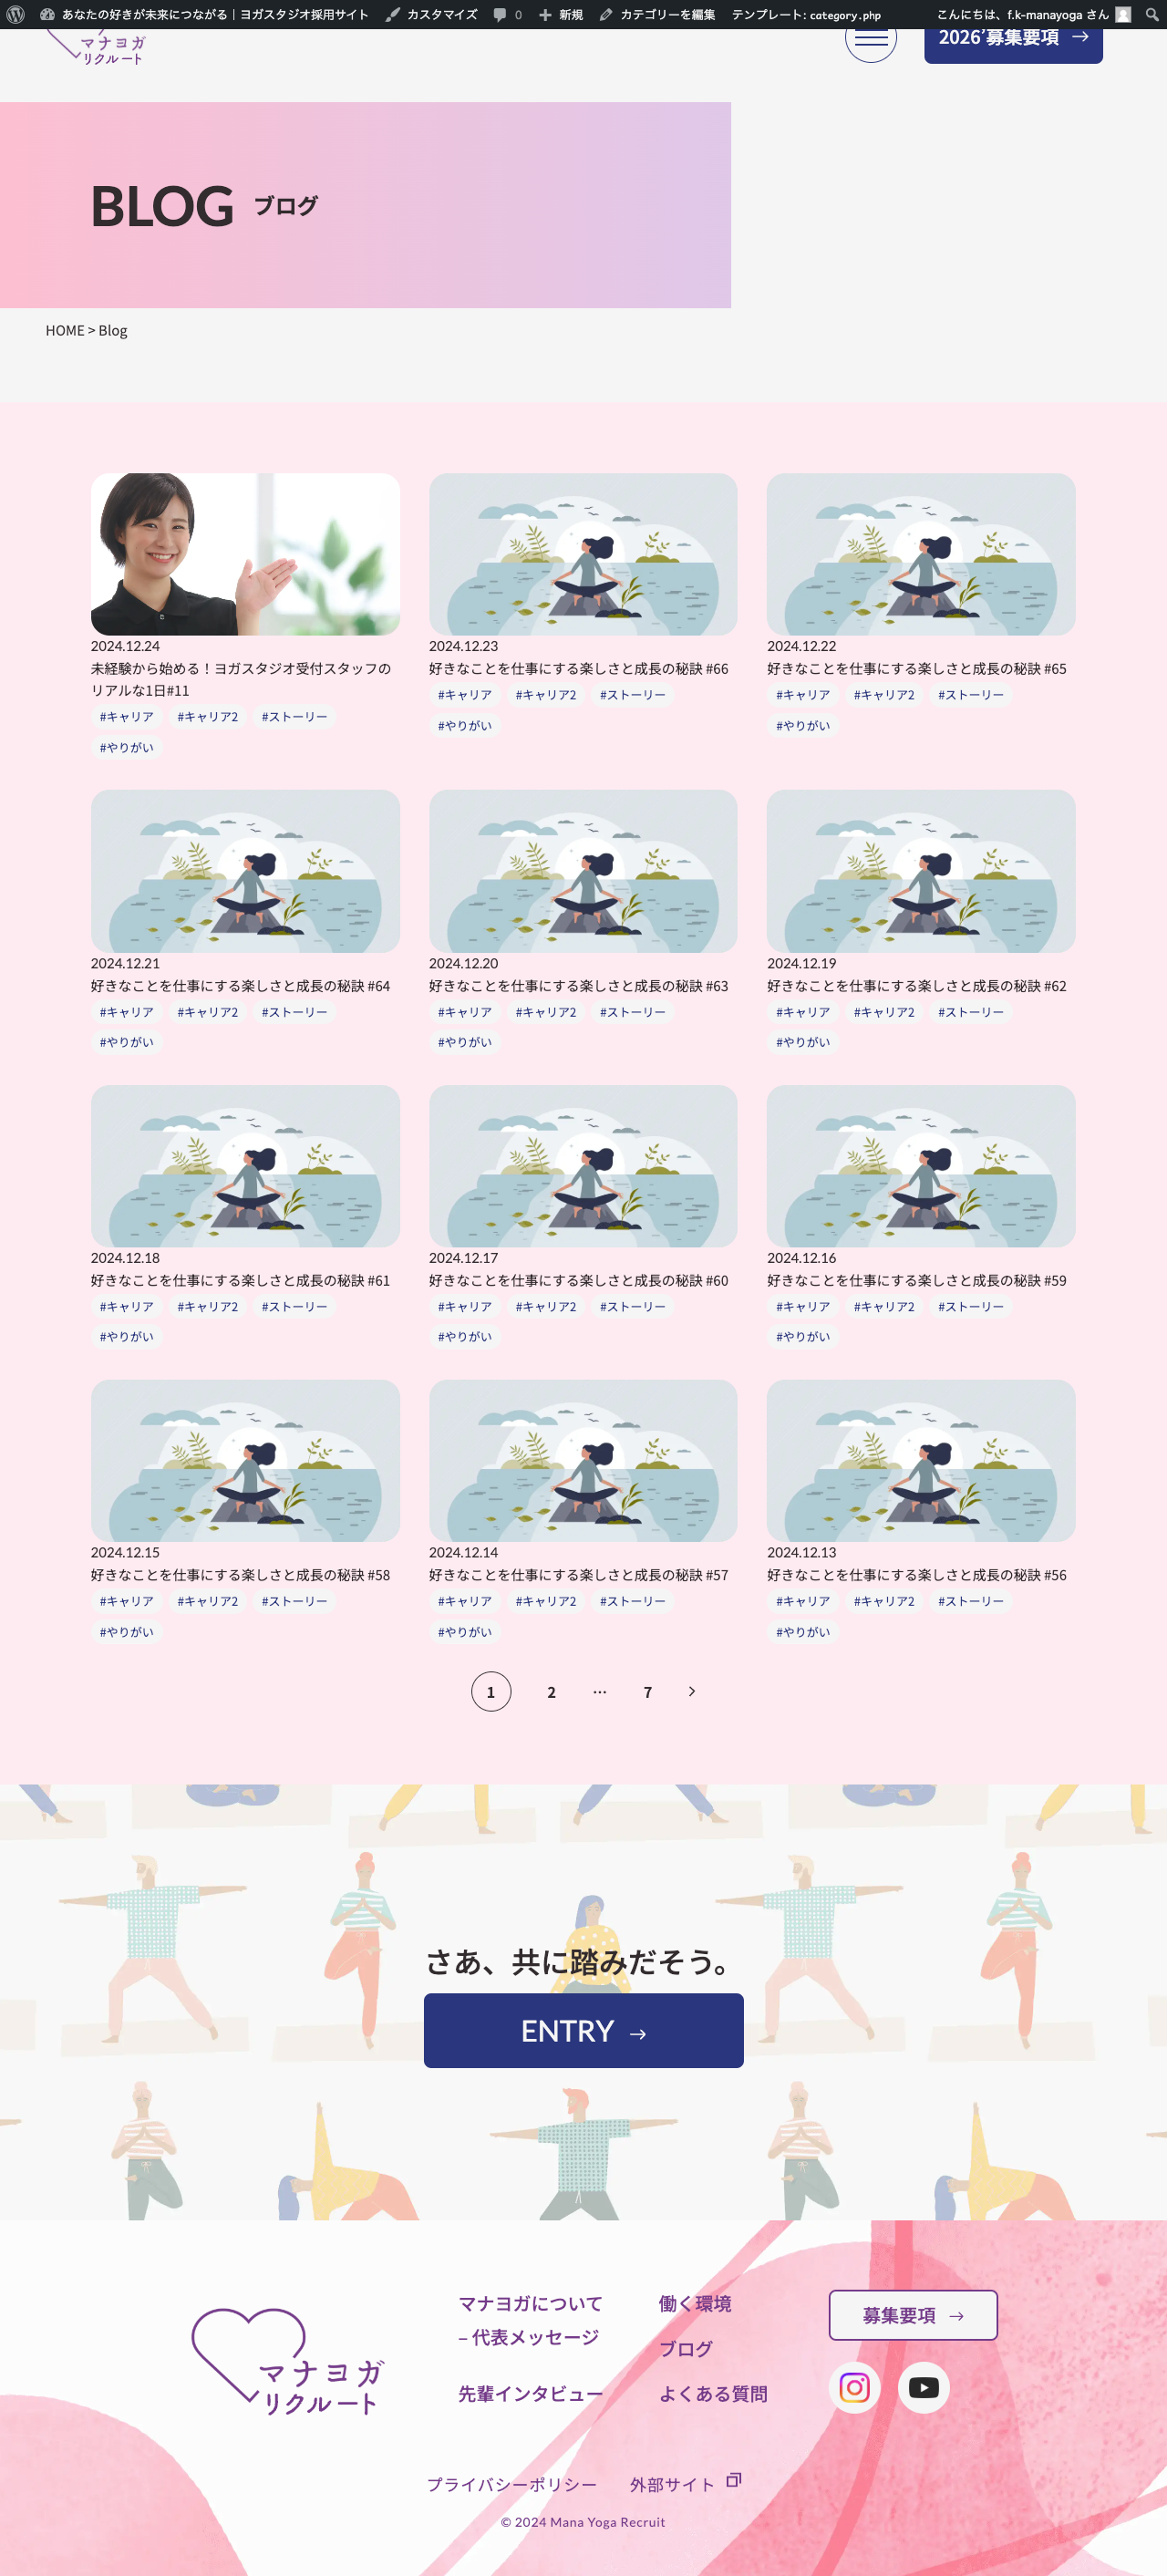 あなたの好きが未来につながる｜ヨガスタジオ採用サイト カスタマイズ 0 新規 カテゴリーを編集 テンプレート: category.php こんにちは、f.k-manayoga さん
マナヨガ
リクルート
2026’募集要項 →
BLOG ブログ
HOME > Blog
2024.12.24
未経験から始める！ヨガスタジオ受付スタッフの
リアルな1日#11
#キャリア #キャリア2 #ストーリー
#やりがい
2024.12.23
好きなことを仕事にする楽しさと成長の秘訣 #66
#キャリア #キャリア2 #ストーリー
#やりがい
2024.12.22
好きなことを仕事にする楽しさと成長の秘訣 #65
#キャリア #キャリア2 #ストーリー
#やりがい
2024.12.21
好きなことを仕事にする楽しさと成長の秘訣 #64
#キャリア #キャリア2 #ストーリー
#やりがい
2024.12.20
好きなことを仕事にする楽しさと成長の秘訣 #63
#キャリア #キャリア2 #ストーリー
#やりがい
2024.12.19
好きなことを仕事にする楽しさと成長の秘訣 #62
#キャリア #キャリア2 #ストーリー
#やりがい
2024.12.18
好きなことを仕事にする楽しさと成長の秘訣 #61
#キャリア #キャリア2 #ストーリー
#やりがい
2024.12.17
好きなことを仕事にする楽しさと成長の秘訣 #60
#キャリア #キャリア2 #ストーリー
#やりがい
2024.12.16
好きなことを仕事にする楽しさと成長の秘訣 #59
#キャリア #キャリア2 #ストーリー
#やりがい
2024.12.15
好きなことを仕事にする楽しさと成長の秘訣 #58
#キャリア #キャリア2 #ストーリー
#やりがい
2024.12.14
好きなことを仕事にする楽しさと成長の秘訣 #57
#キャリア #キャリア2 #ストーリー
#やりがい
2024.12.13
好きなことを仕事にする楽しさと成長の秘訣 #56
#キャリア #キャリア2 #ストーリー
#やりがい
1 2 … 7 >
さあ、共に踏みだそう。
ENTRY →
マナヨガ
リクルート
マナヨガについて
– 代表メッセージ
先輩インタビュー
働く環境
ブログ
よくある質問
募集要項 →
プライバシーポリシー 外部サイト
© 2024 Mana Yoga Recruit